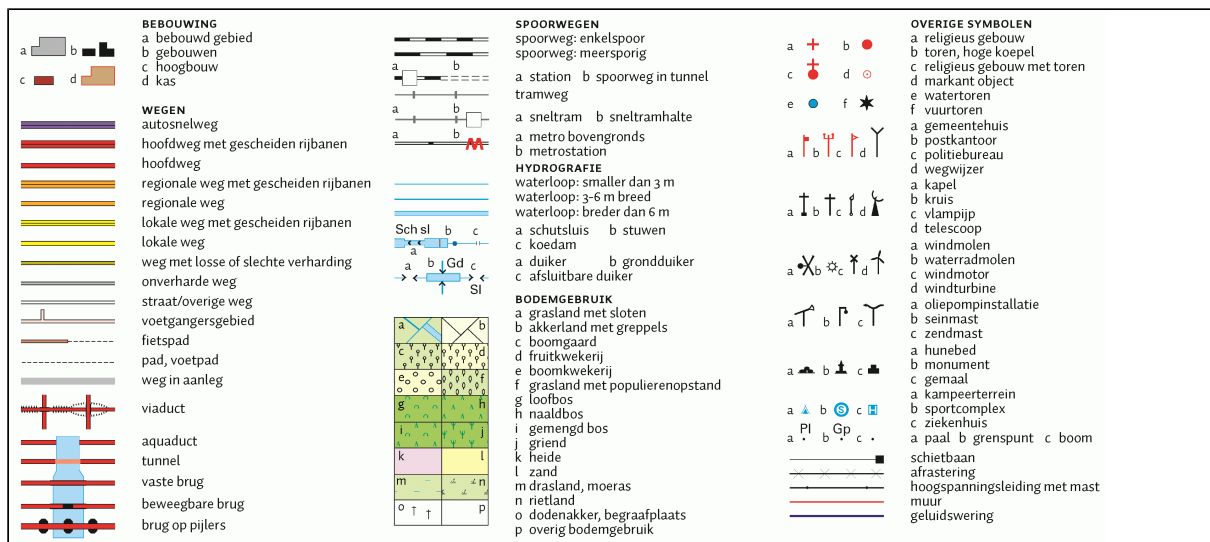 BEBOUWING
a b
a bebouwd gebied
b gebouwen
c d
c hoogbouw
d kas
WEGEN
autosnelweg
hoofdweg met gescheiden rijbanen
hoofdweg
regionale weg met gescheiden rijbanen
regionale weg
lokale weg met gescheiden rijbanen
lokale weg
weg met losse of slechte verharding
onverharde weg
straat/overige weg
voetgangersgebied
fietspad
pad, voetpad
weg in aanleg
viaduct
aquaduct
tunnel
vaste brug
beweegbare brug
brug op pijlers
SPOORWEGEN
spoorweg: enkelspoor
spoorweg: meersporig
a b
a station b spoorweg in tunnel
tramweg
a b
a sneltram b sneltramhalte
a b
a metro bovengronds
b metrostation
HYDROGRAFIE
waterloop: smaller dan 3 m
waterloop: 3-6 m breed
waterloop: breder dan 6 m
Sch sl b c
a
a schutsluis b stuwen
c koedam
a b Gd c
Sl
a duiker b grondduiker
c afsluitbare duiker
BODEMGEBRUIK
a b
c d
e f
g h
i j
k l
m n
o p
a grasland met sloten
b akkerland met greppels
c boomgaard
d fruitkwekerij
e boomkwekerij
f grasland met populierenopstand
g loofbos
h naaldbos
i gemengd bos
j griend
k heide
l zand
m drasland, moeras
n rietland
o dodenakker, begraafplaats
p overig bodemgebruik
OVERIGE SYMBOLEN
a b
c d
e f
a religieus gebouw
b toren, hoge koepel
c religieus gebouw met toren
d markant object
e watertoren
f vuurtoren
a b c d
a gemeentehuis
b postkantoor
c politiebureau
d wegwijzer
a b c d
a kapel
b kruis
c vlampijp
d telescoop
a b c d
a windmolen
b waterradmolen
c windmotor
d windturbine
a b c
a oliepompinstallatie
b seinmast
c zendmast
a b c
a hunebed
b monument
c gemaal
a b S c H
a kampeerterrein
b sportcomplex
c ziekenhuis
Pl Gp
a b c
a paal b grenspunt c boom
schietbaan
afrastering
hoogspanningsleiding met mast
muur
geluidswering